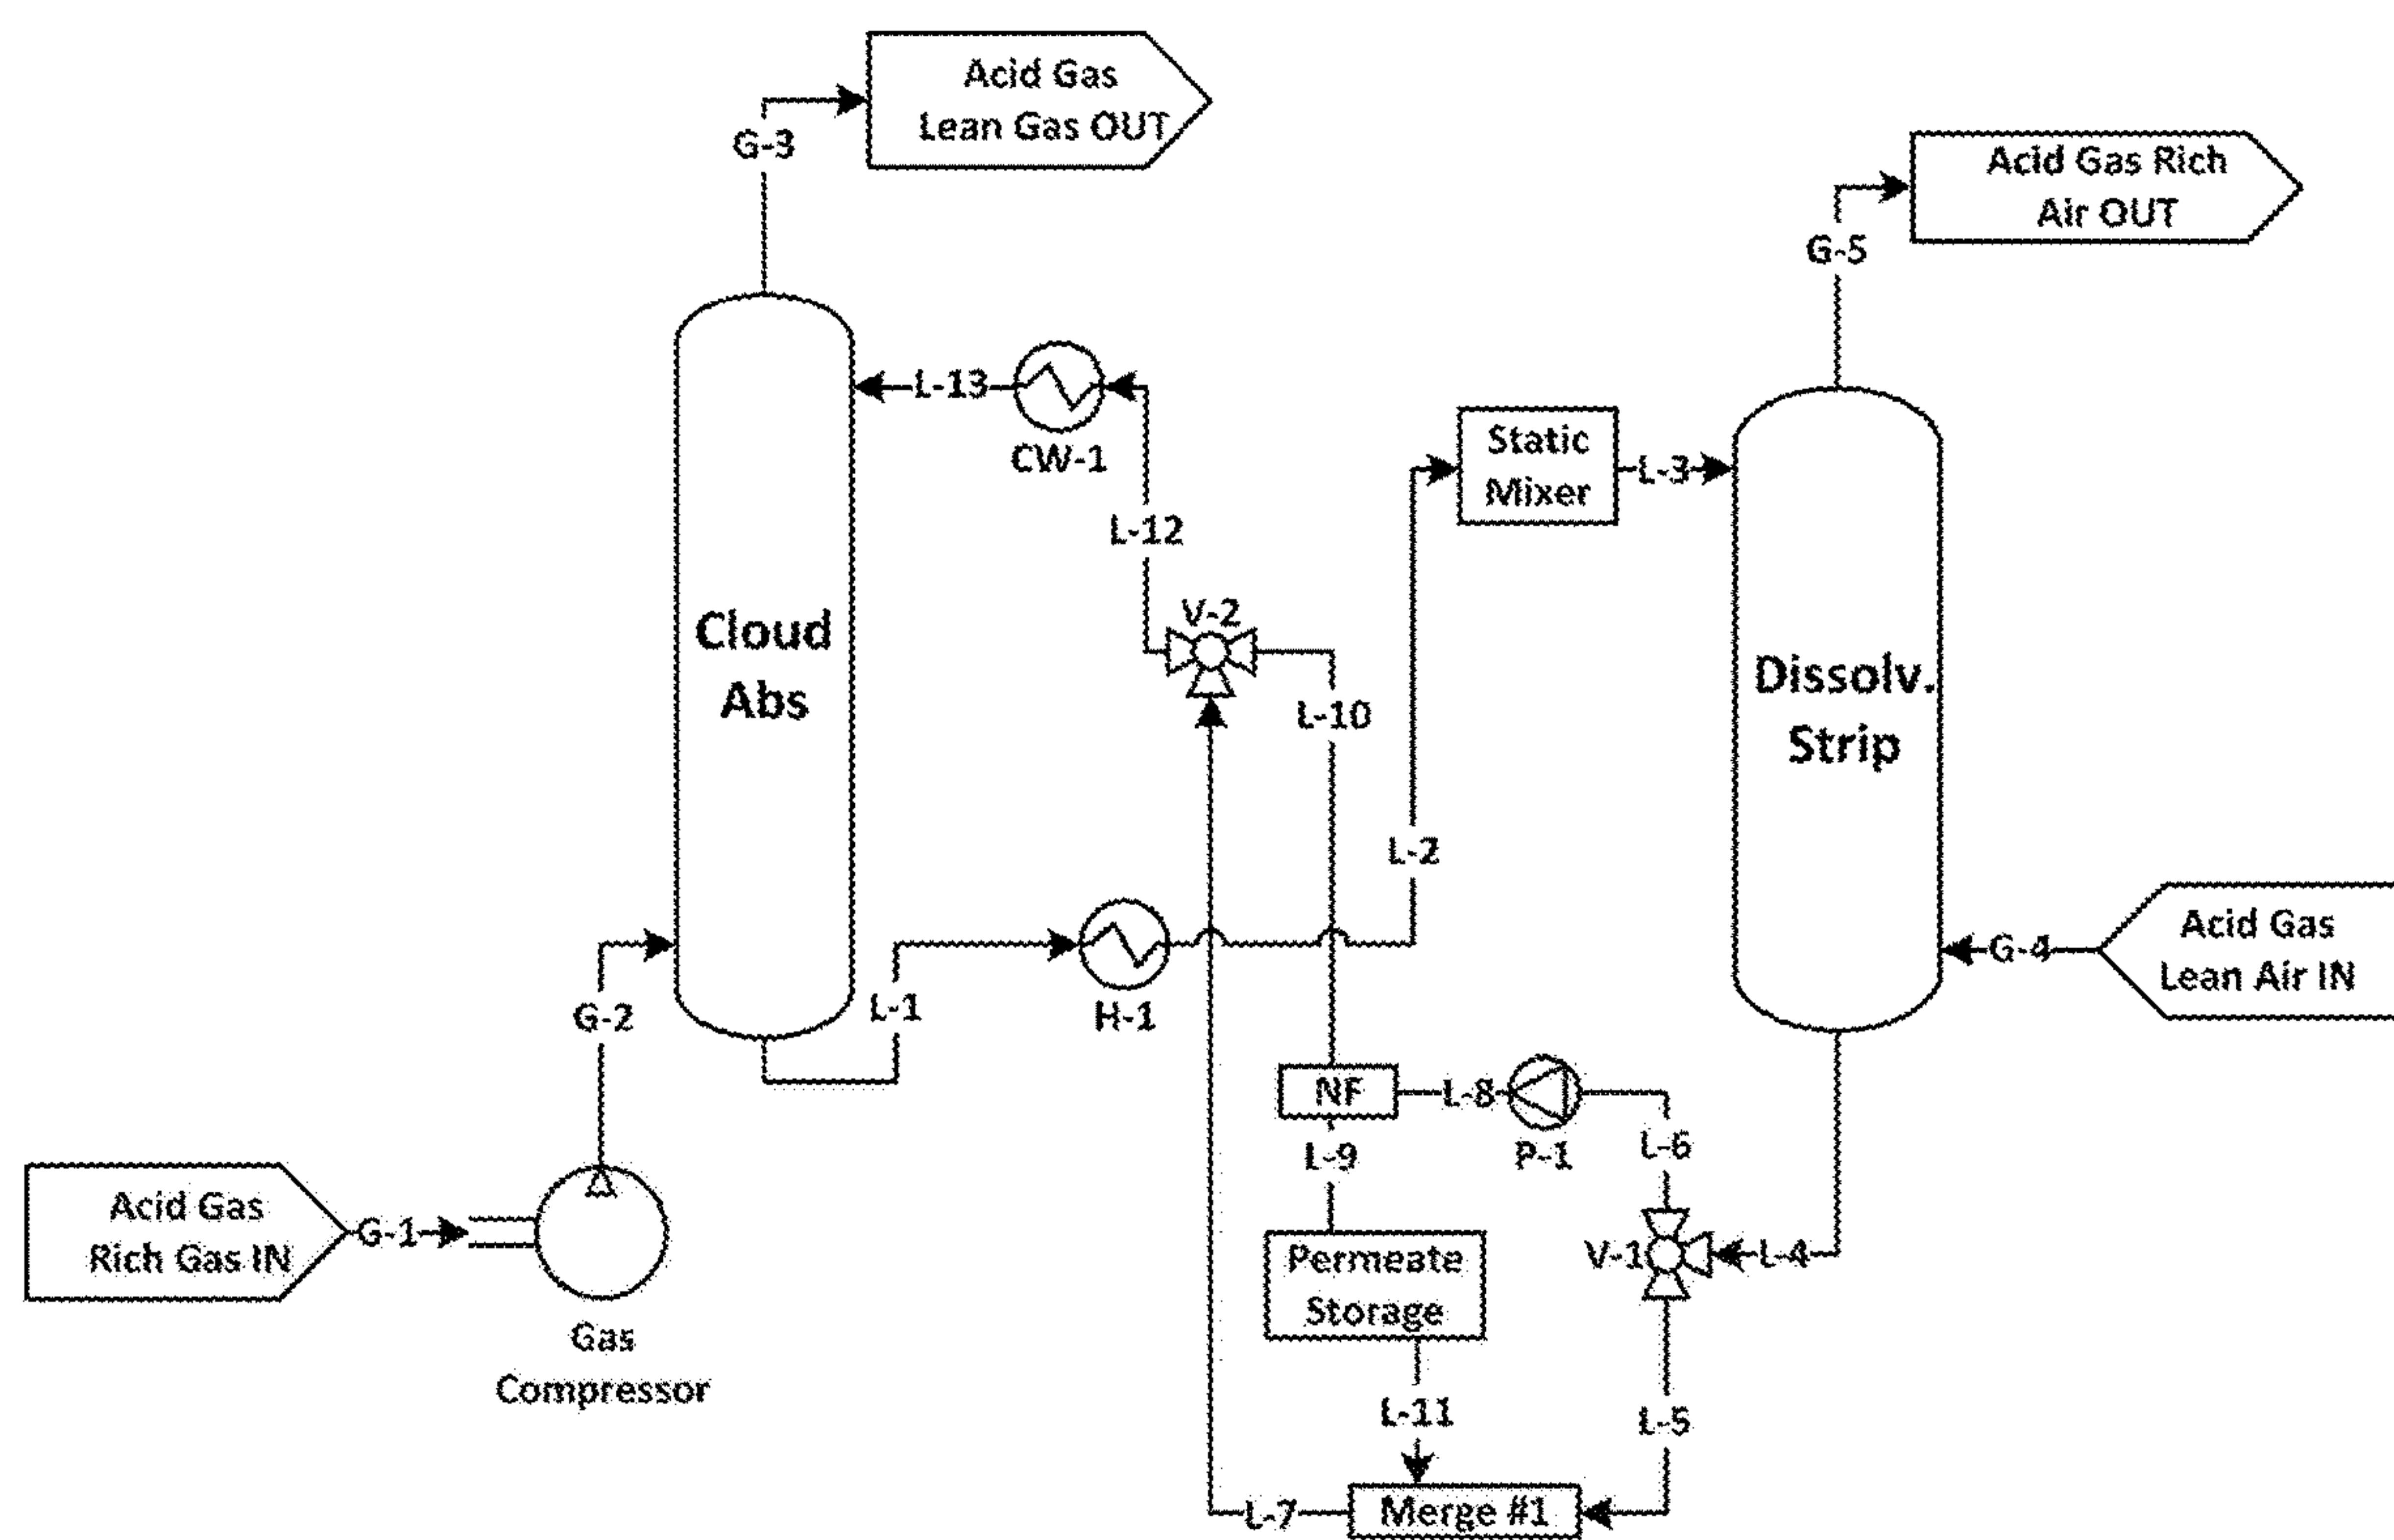 Acid Gas
Lean Gas OUT
G-3
Acid Gas Rich
Air OUT
G-5
L-13
CW-1
Static
Mixer
L-3
L-12
V-2
Cloud
Abs
L-10
Dissolv.
Strip
L-2
Acid Gas
Lean Air IN
G-4
G-2
L-1
H-1
NF
L-8
P-1
L-6
L-9
Acid Gas
Rich Gas IN
G-1
Permeate
Storage
V-1
L-4
Gas
Compressor
L-11
L-5
L-7
Merge #1